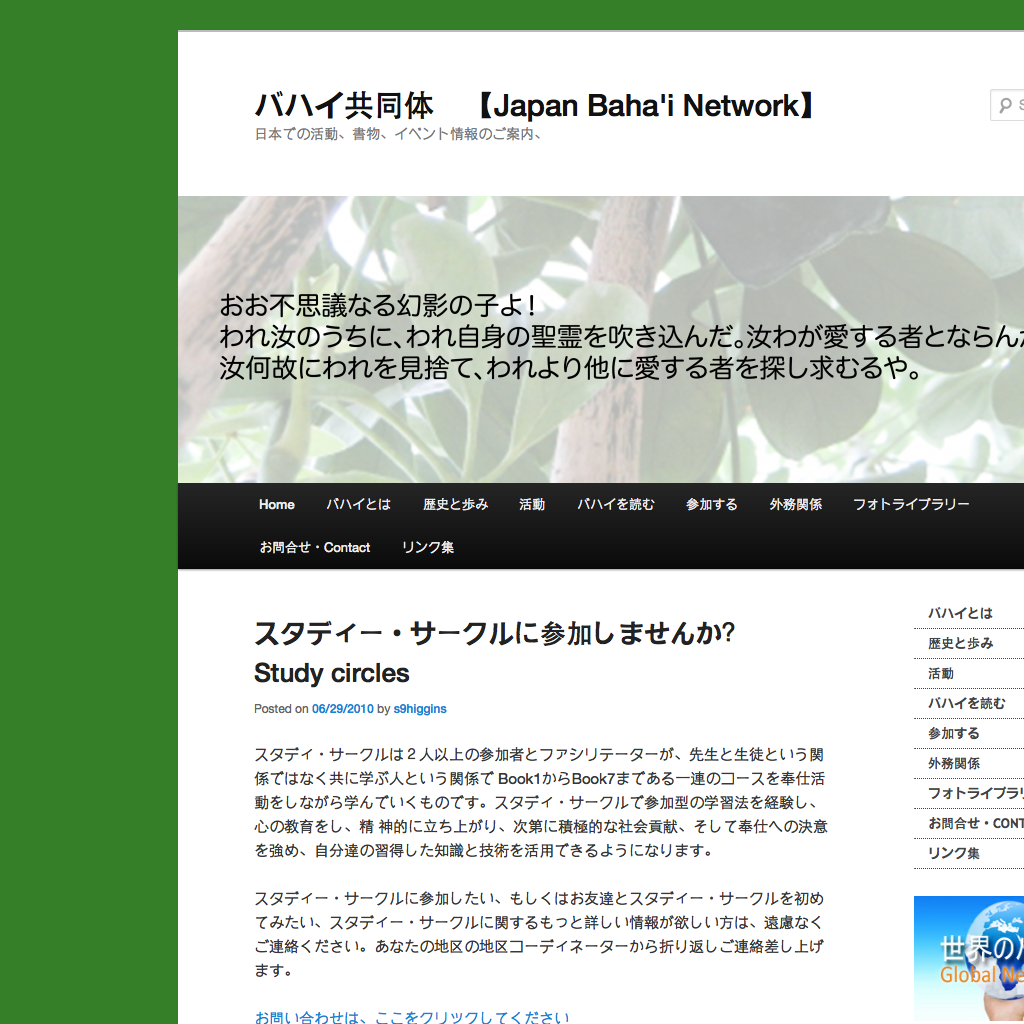 バハイ共同体　【Japan Baha'i Network】
日本での活動、書物、イベント情報のご案内、
おお不思議なる幻影の子よ！
われ汝のうちに、われ自身の聖霊を吹き込んだ。汝わが愛する者とならん
汝何故にわれを見捨て、われより他に愛する者を探し求むるや。
Home バハイとは 歴史と歩み 活動 バハイを読む 参加する 外務関係 フォトライブラリー
お問合せ・Contact リンク集
スタディー・サークルに参加しませんか?
Study circles
Posted on 06/29/2010 by s9higgins
スタディ・サークルは２人以上の参加者とファシリテーターが、先生と生徒という関
係ではなく共に学ぶ人という関係で Book1からBook7まである一連のコースを奉仕活
動をしながら学んでいくものです。スタディ・サークルで参加型の学習法を経験し、
心の教育をし、精 神的に立ち上がり、次第に積極的な社会貢献、そして奉仕への決意
を強め、自分達の習得した知識と技術を活用できるようになります。
スタディー・サークルに参加したい、もしくはお友達とスタディー・サークルを初め
てみたい、スタディー・サークルに関するもっと詳しい情報が欲しい方は、遠慮なく
ご連絡ください。あなたの地区の地区コーディネーターから折り返しご連絡差し上げ
ます。
お問い合わせは、ここをクリックしてください
バハイとは
歴史と歩み
活動
バハイを読む
参加する
外務関係
フォトライブラリ
お問合せ・CONT
リンク集
世界の
Global Ne